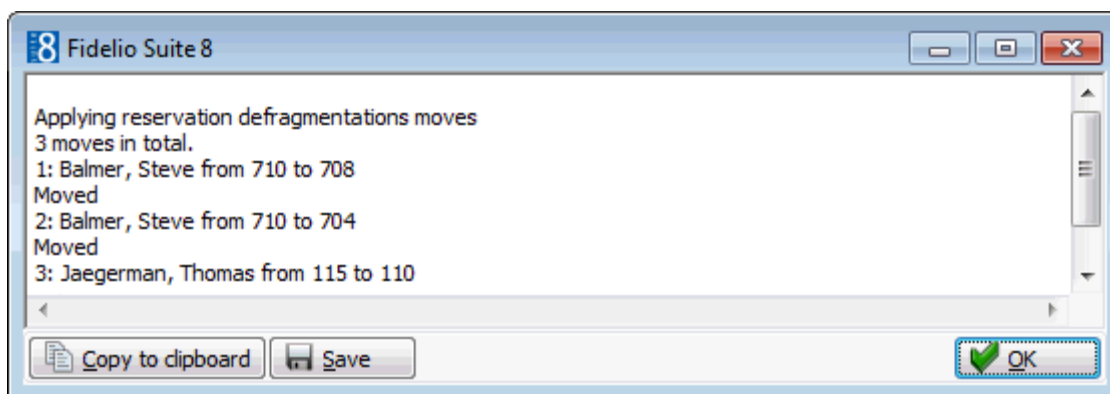 8 Fidelio Suite 8
Applying reservation defragmentations moves
3 moves in total.
1: Balmer, Steve from 710 to 708
Moved
2: Balmer, Steve from 710 to 704
Moved
3: Jaegerman, Thomas from 115 to 110
Copy to clipboard Save OK